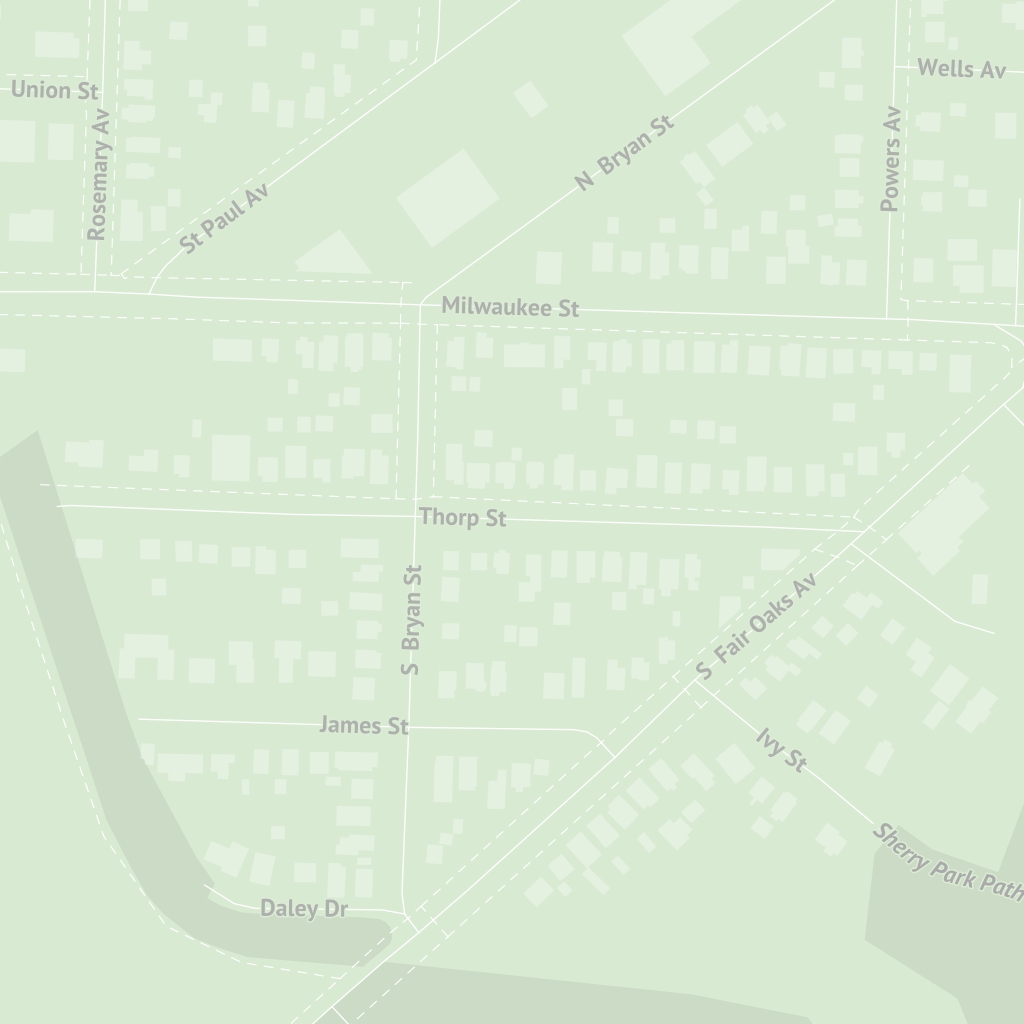 Wells Av
Union St
Rosemary Av
N Bryan St
Powers Av
St Paul Av
Milwaukee St
Thorp St
S Bryan St
S Fair Oaks Av
James St
Ivy St
Sherry Park Path
Daley Dr